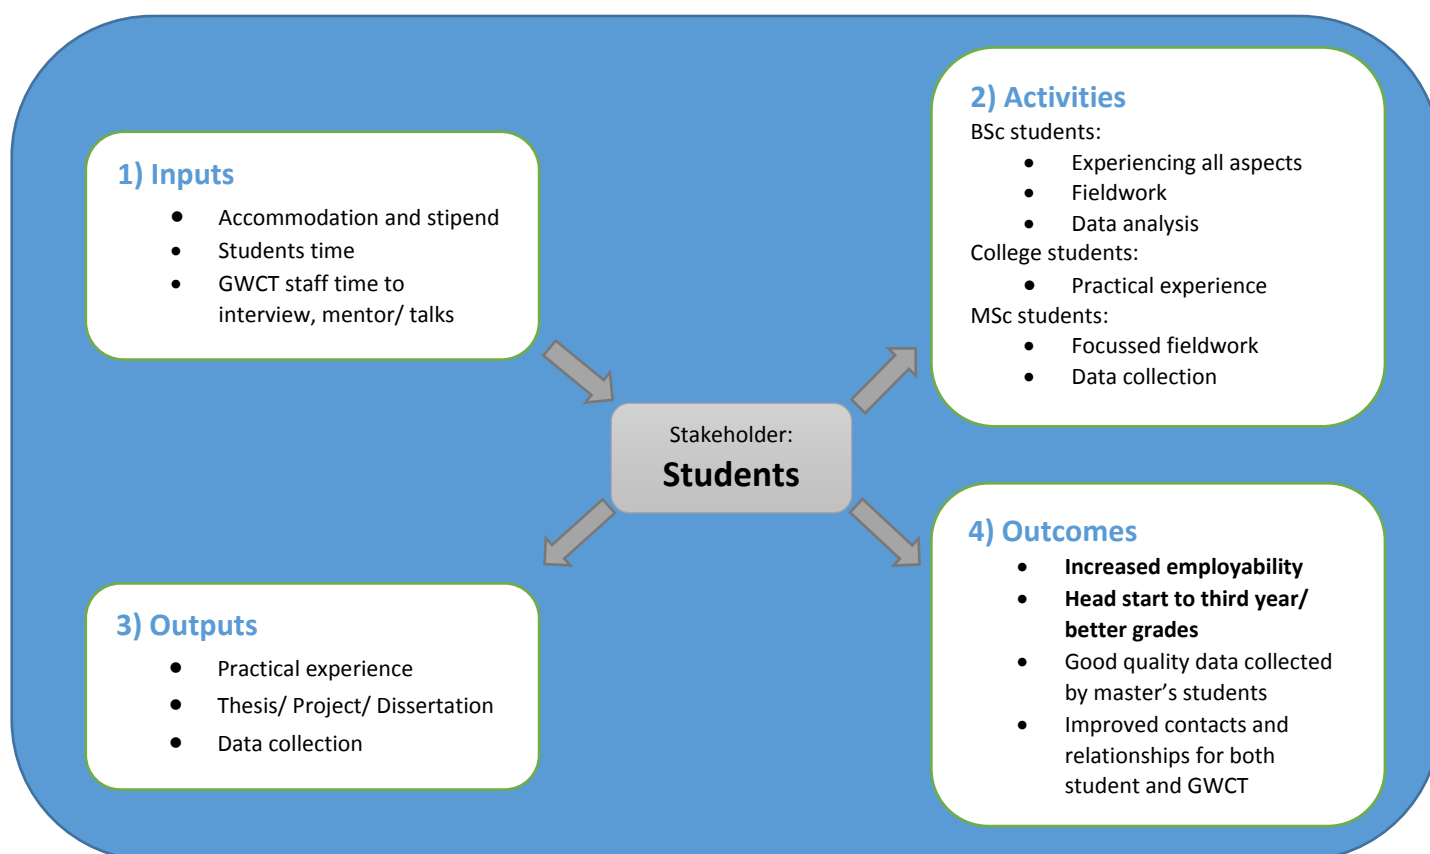 1) Inputs
• Accommodation and stipend
• Students time
• GWCT staff time to
interview, mentor/ talks
2) Activities
BSc students:
• Experiencing all aspects
• Fieldwork
• Data analysis
College students:
• Practical experience
MSc students:
• Focussed fieldwork
• Data collection
Stakeholder:
Students
3) Outputs
• Practical experience
• Thesis/ Project/ Dissertation
• Data collection
4) Outcomes
• Increased employability
• Head start to third year/
better grades
• Good quality data collected
by master’s students
• Improved contacts and
relationships for both
student and GWCT